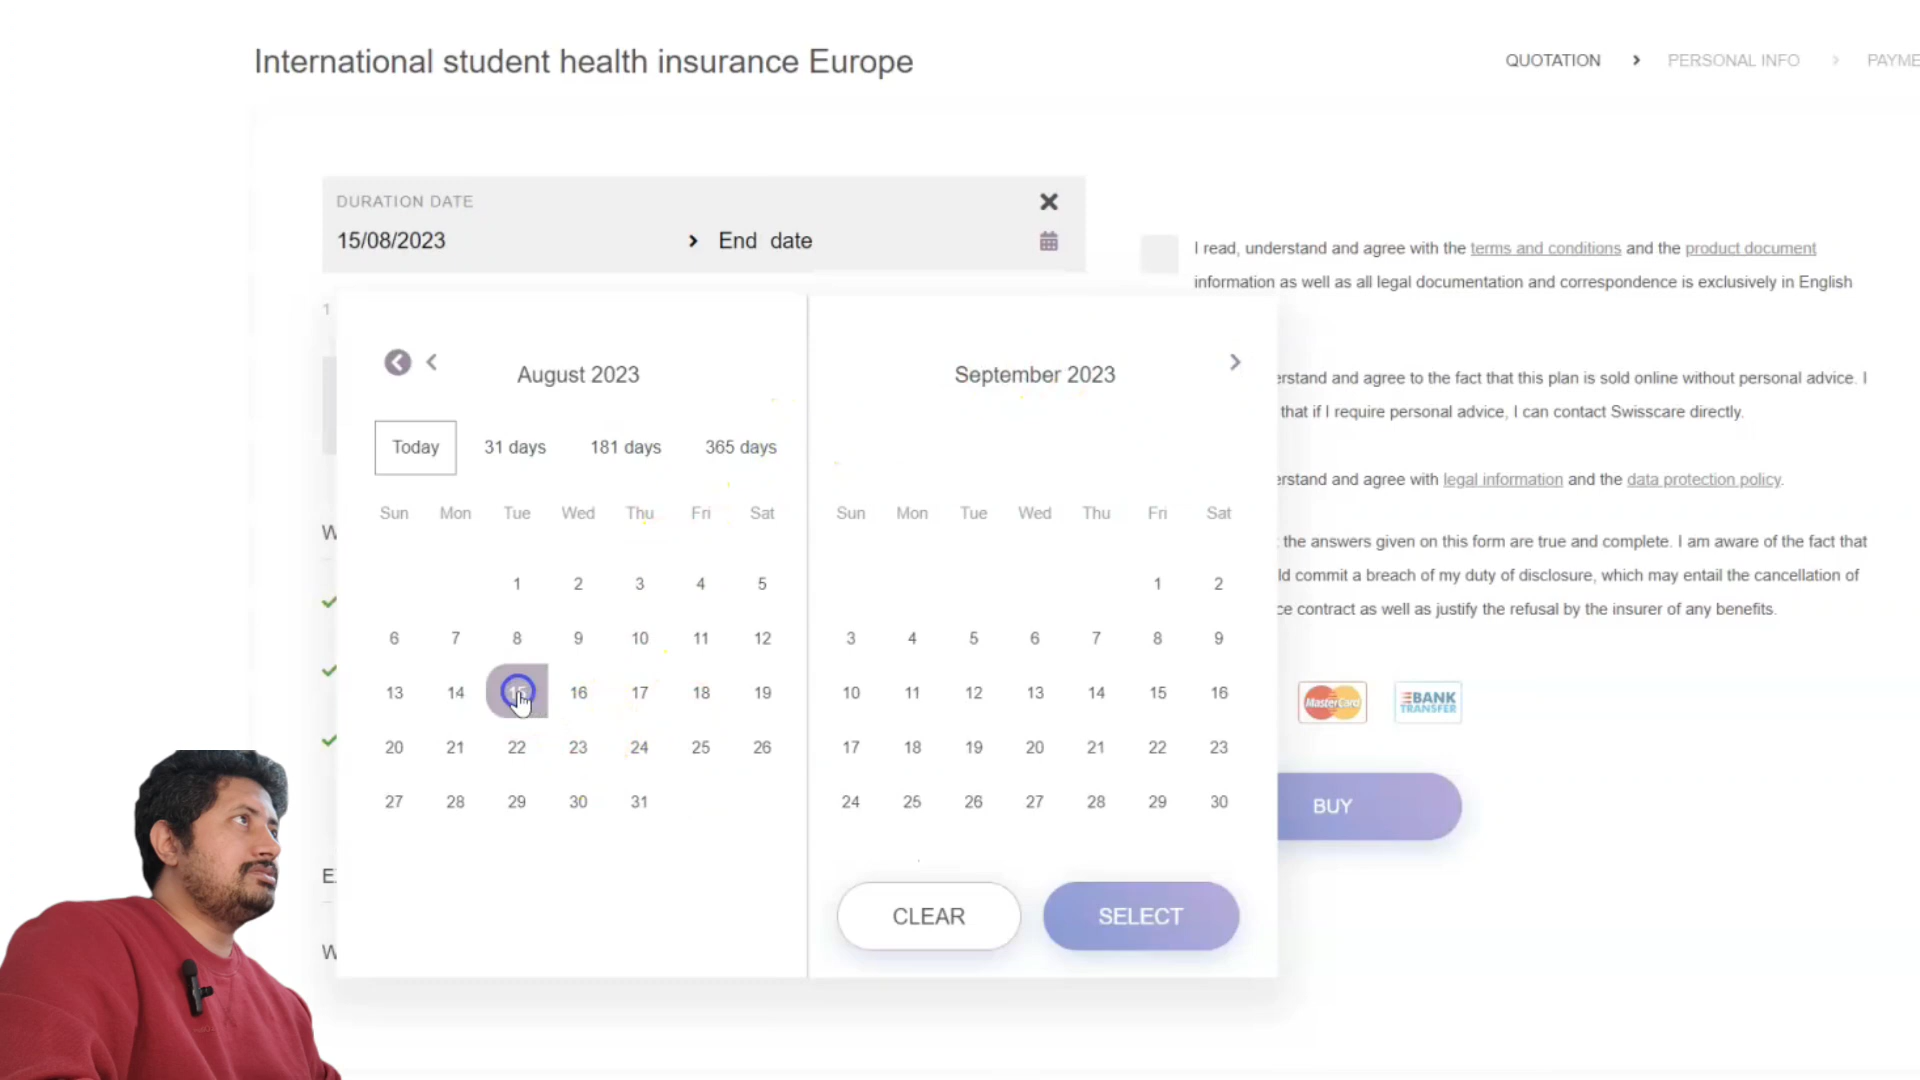 International student health insurance Europe
QUOTATION > PERSONAL INFO >
DURATION DATE
15/08/2023 > End date
I read, understand and agree with the terms and conditions and the product document
information as well as all legal documentation and correspondence is exclusively in English
1
August 2023
September 2023
erstand and agree to the fact that this plan is sold online without personal advice. I
that if I require personal advice, I can contact Swisscare directly.
Today 31 days 181 days 365 days
erstand and agree with legal information and the data protection policy.
Sun Mon Tue Wed Thu Fri Sat
Sun Mon Tue Wed Thu Fri Sat
the answers given on this form are true and complete. I am aware of the fact that
ld commit a breach of my duty of disclosure, which may entail the cancellation of
ce contract as well as justify the refusal by the insurer of any benefits.
1 2 3 4 5
6 7 8 9 10 11 12
13 14 15 16 17 18 19
20 21 22 23 24 25 26
27 28 29 30 31
1 2
3 4 5 6 7 8 9
10 11 12 13 14 15 16
17 18 19 20 21 22 23
24 25 26 27 28 29 30
MasterCard
BANK
TRANSFER
BUY
CLEAR
SELECT